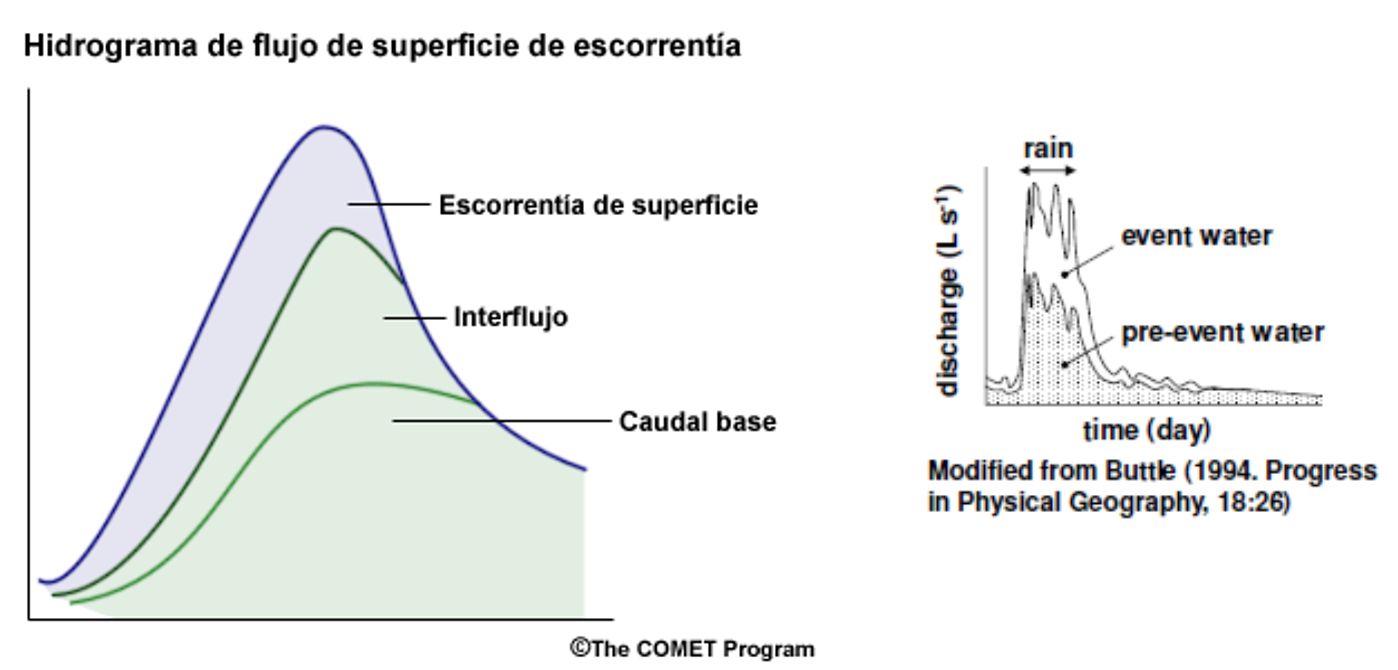 Hidrograma de flujo de superficie de escorrentía
Escorrentía de superficie
Interflujo
Caudal base
©The COMET Program
rain
discharge (L s⁻¹)
event water
pre-event water
time (day)
Modified from Buttle (1994. Progress
in Physical Geography, 18:26)